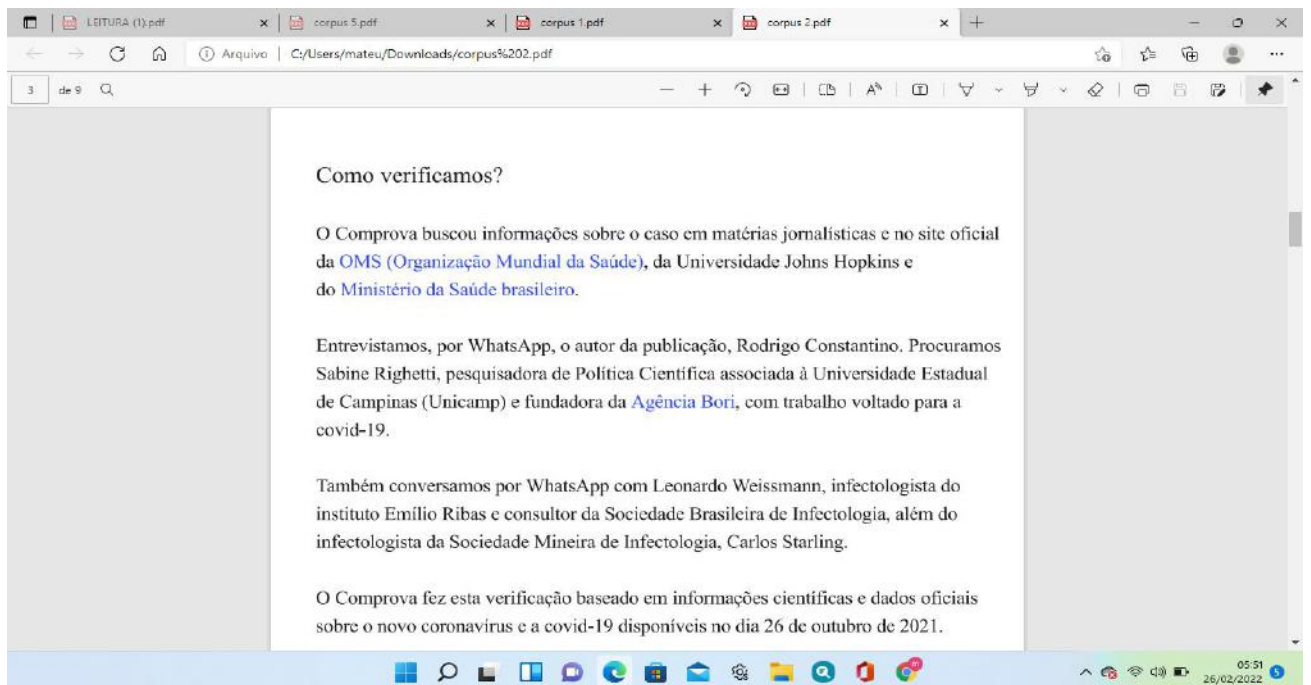 LEITURA (1).pdf
corpus 5.pdf
corpus 1.pdf
corpus 2.pdf
Arquivo | C:/Users/mateu/Downloads/corpus%202.pdf
3 de 9
Como verificamos?
O Comprova buscou informações sobre o caso em matérias jornalísticas e no site oficial
da OMS (Organização Mundial da Saúde), da Universidade Johns Hopkins e
do Ministério da Saúde brasileiro.
Entrevistamos, por WhatsApp, o autor da publicação, Rodrigo Constantino. Procuramos
Sabine Righetti, pesquisadora de Política Científica associada à Universidade Estadual
de Campinas (Unicamp) e fundadora da Agência Bori, com trabalho voltado para a
covid-19.
Também conversamos por WhatsApp com Leonardo Weissmann, infectologista do
instituto Emílio Ribas e consultor da Sociedade Brasileira de Infectologia, além do
infectologista da Sociedade Mineira de Infectologia, Carlos Starling.
O Comprova fez esta verificação baseado em informações científicas e dados oficiais
sobre o novo coronavírus e a covid-19 disponíveis no dia 26 de outubro de 2021.
05:51
26/02/2022